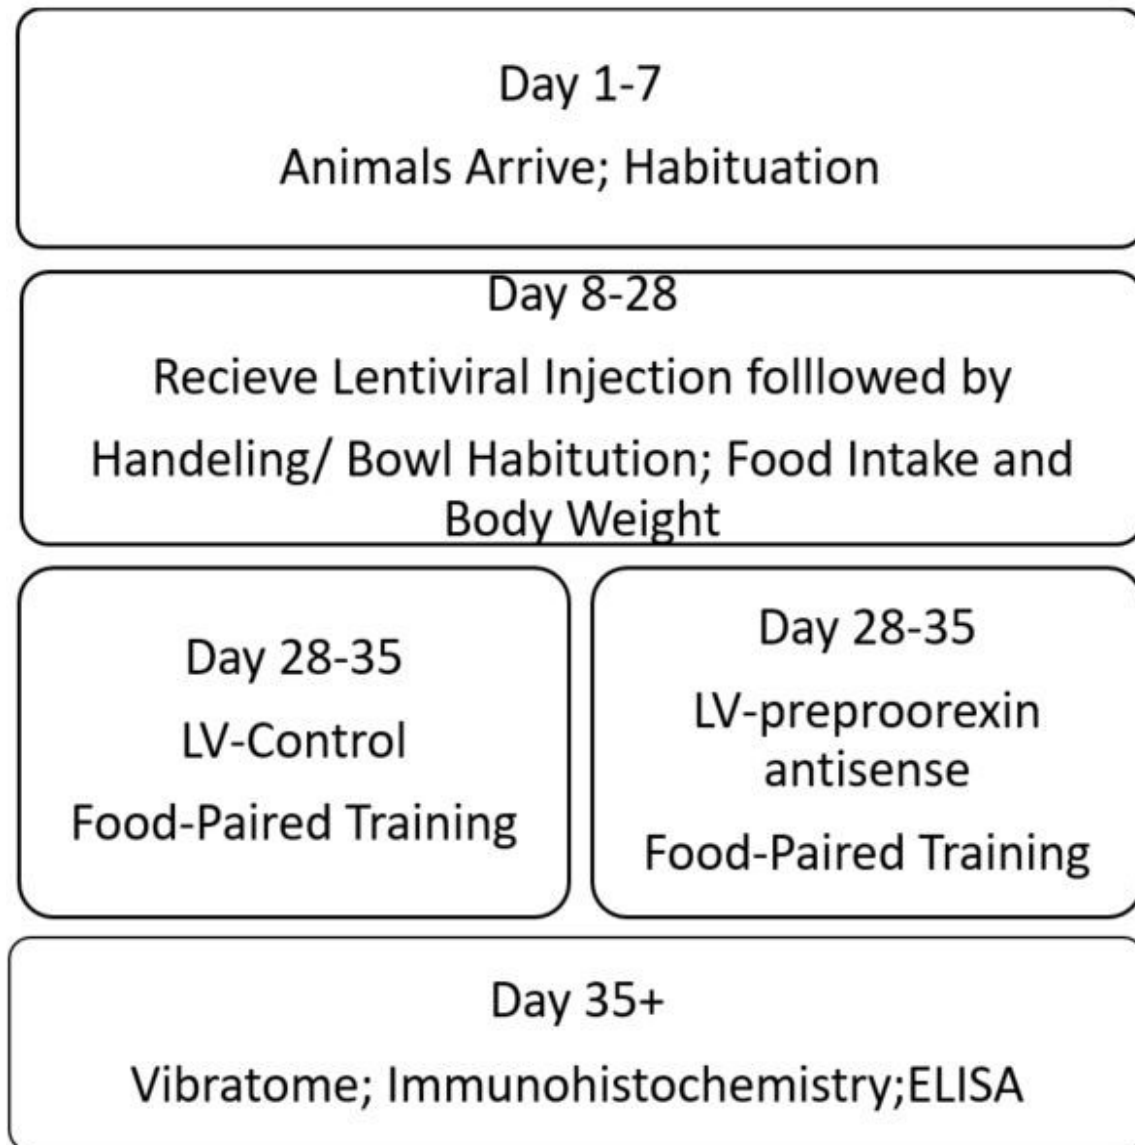 Day 1-7
Animals Arrive; Habituation
Day 8-28
Recieve Lentiviral Injection folllowed by
Handeling/ Bowl Habitution; Food Intake and
Body Weight
Day 28-35
LV-Control
Food-Paired Training
Day 28-35
LV-preproorexin
antisense
Food-Paired Training
Day 35+
Vibratome; Immunohistochemistry;ELISA